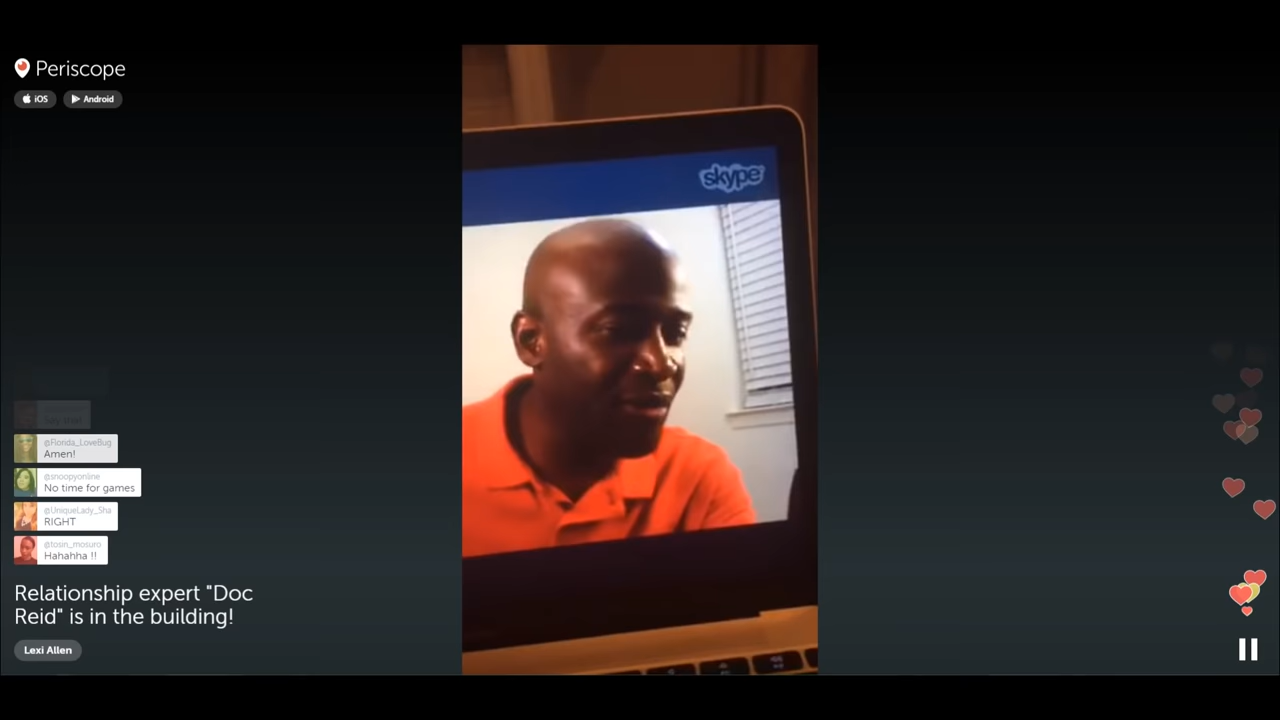 Periscope
iOS
Android
skype
@Florida_LoveBug
Amen!
@snoopyonline
No time for games
@UniqueLady_Sha
RIGHT
@tosin_mosuro
Hahahha !!
Relationship expert "Doc
Reid" is in the building!
Lexi Allen